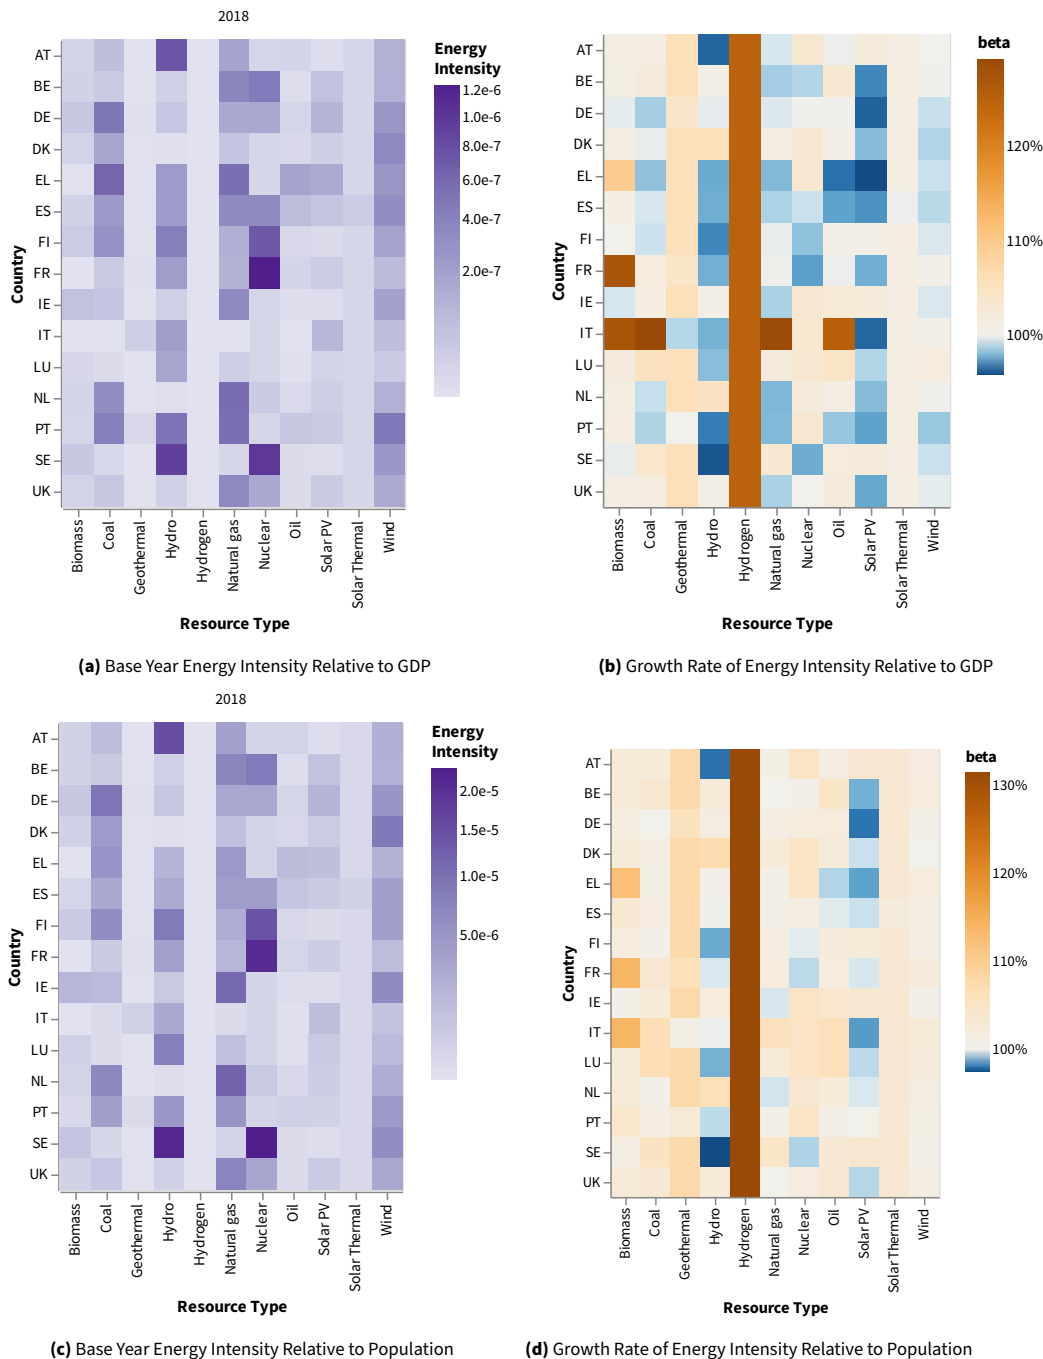 2018
Energy
Intensity
1.2e-6
1.0e-6
8.0e-7
6.0e-7
4.0e-7
2.0e-7
Country
AT
BE
DE
DK
EL
ES
FI
FR
IE
IT
LU
NL
PT
SE
UK
Biomass
Coal
Geothermal
Hydro
Hydrogen
Natural gas
Nuclear
Oil
Solar PV
Solar Thermal
Wind
Resource Type
(a) Base Year Energy Intensity Relative to GDP
beta
120%
110%
100%
Country
AT
BE
DE
DK
EL
ES
FI
FR
IE
IT
LU
NL
PT
SE
UK
Biomass
Coal
Geothermal
Hydro
Hydrogen
Natural gas
Nuclear
Oil
Solar PV
Solar Thermal
Wind
Resource Type
(b) Growth Rate of Energy Intensity Relative to GDP
2018
Energy
Intensity
2.0e-5
1.5e-5
1.0e-5
5.0e-6
Country
AT
BE
DE
DK
EL
ES
FI
FR
IE
IT
LU
NL
PT
SE
UK
Biomass
Coal
Geothermal
Hydro
Hydrogen
Natural gas
Nuclear
Oil
Solar PV
Solar Thermal
Wind
Resource Type
(c) Base Year Energy Intensity Relative to Population
beta
130%
120%
110%
100%
Country
AT
BE
DE
DK
EL
ES
FI
FR
IE
IT
LU
NL
PT
SE
UK
Biomass
Coal
Geothermal
Hydro
Hydrogen
Natural gas
Nuclear
Oil
Solar PV
Solar Thermal
Wind
Resource Type
(d) Growth Rate of Energy Intensity Relative to Population